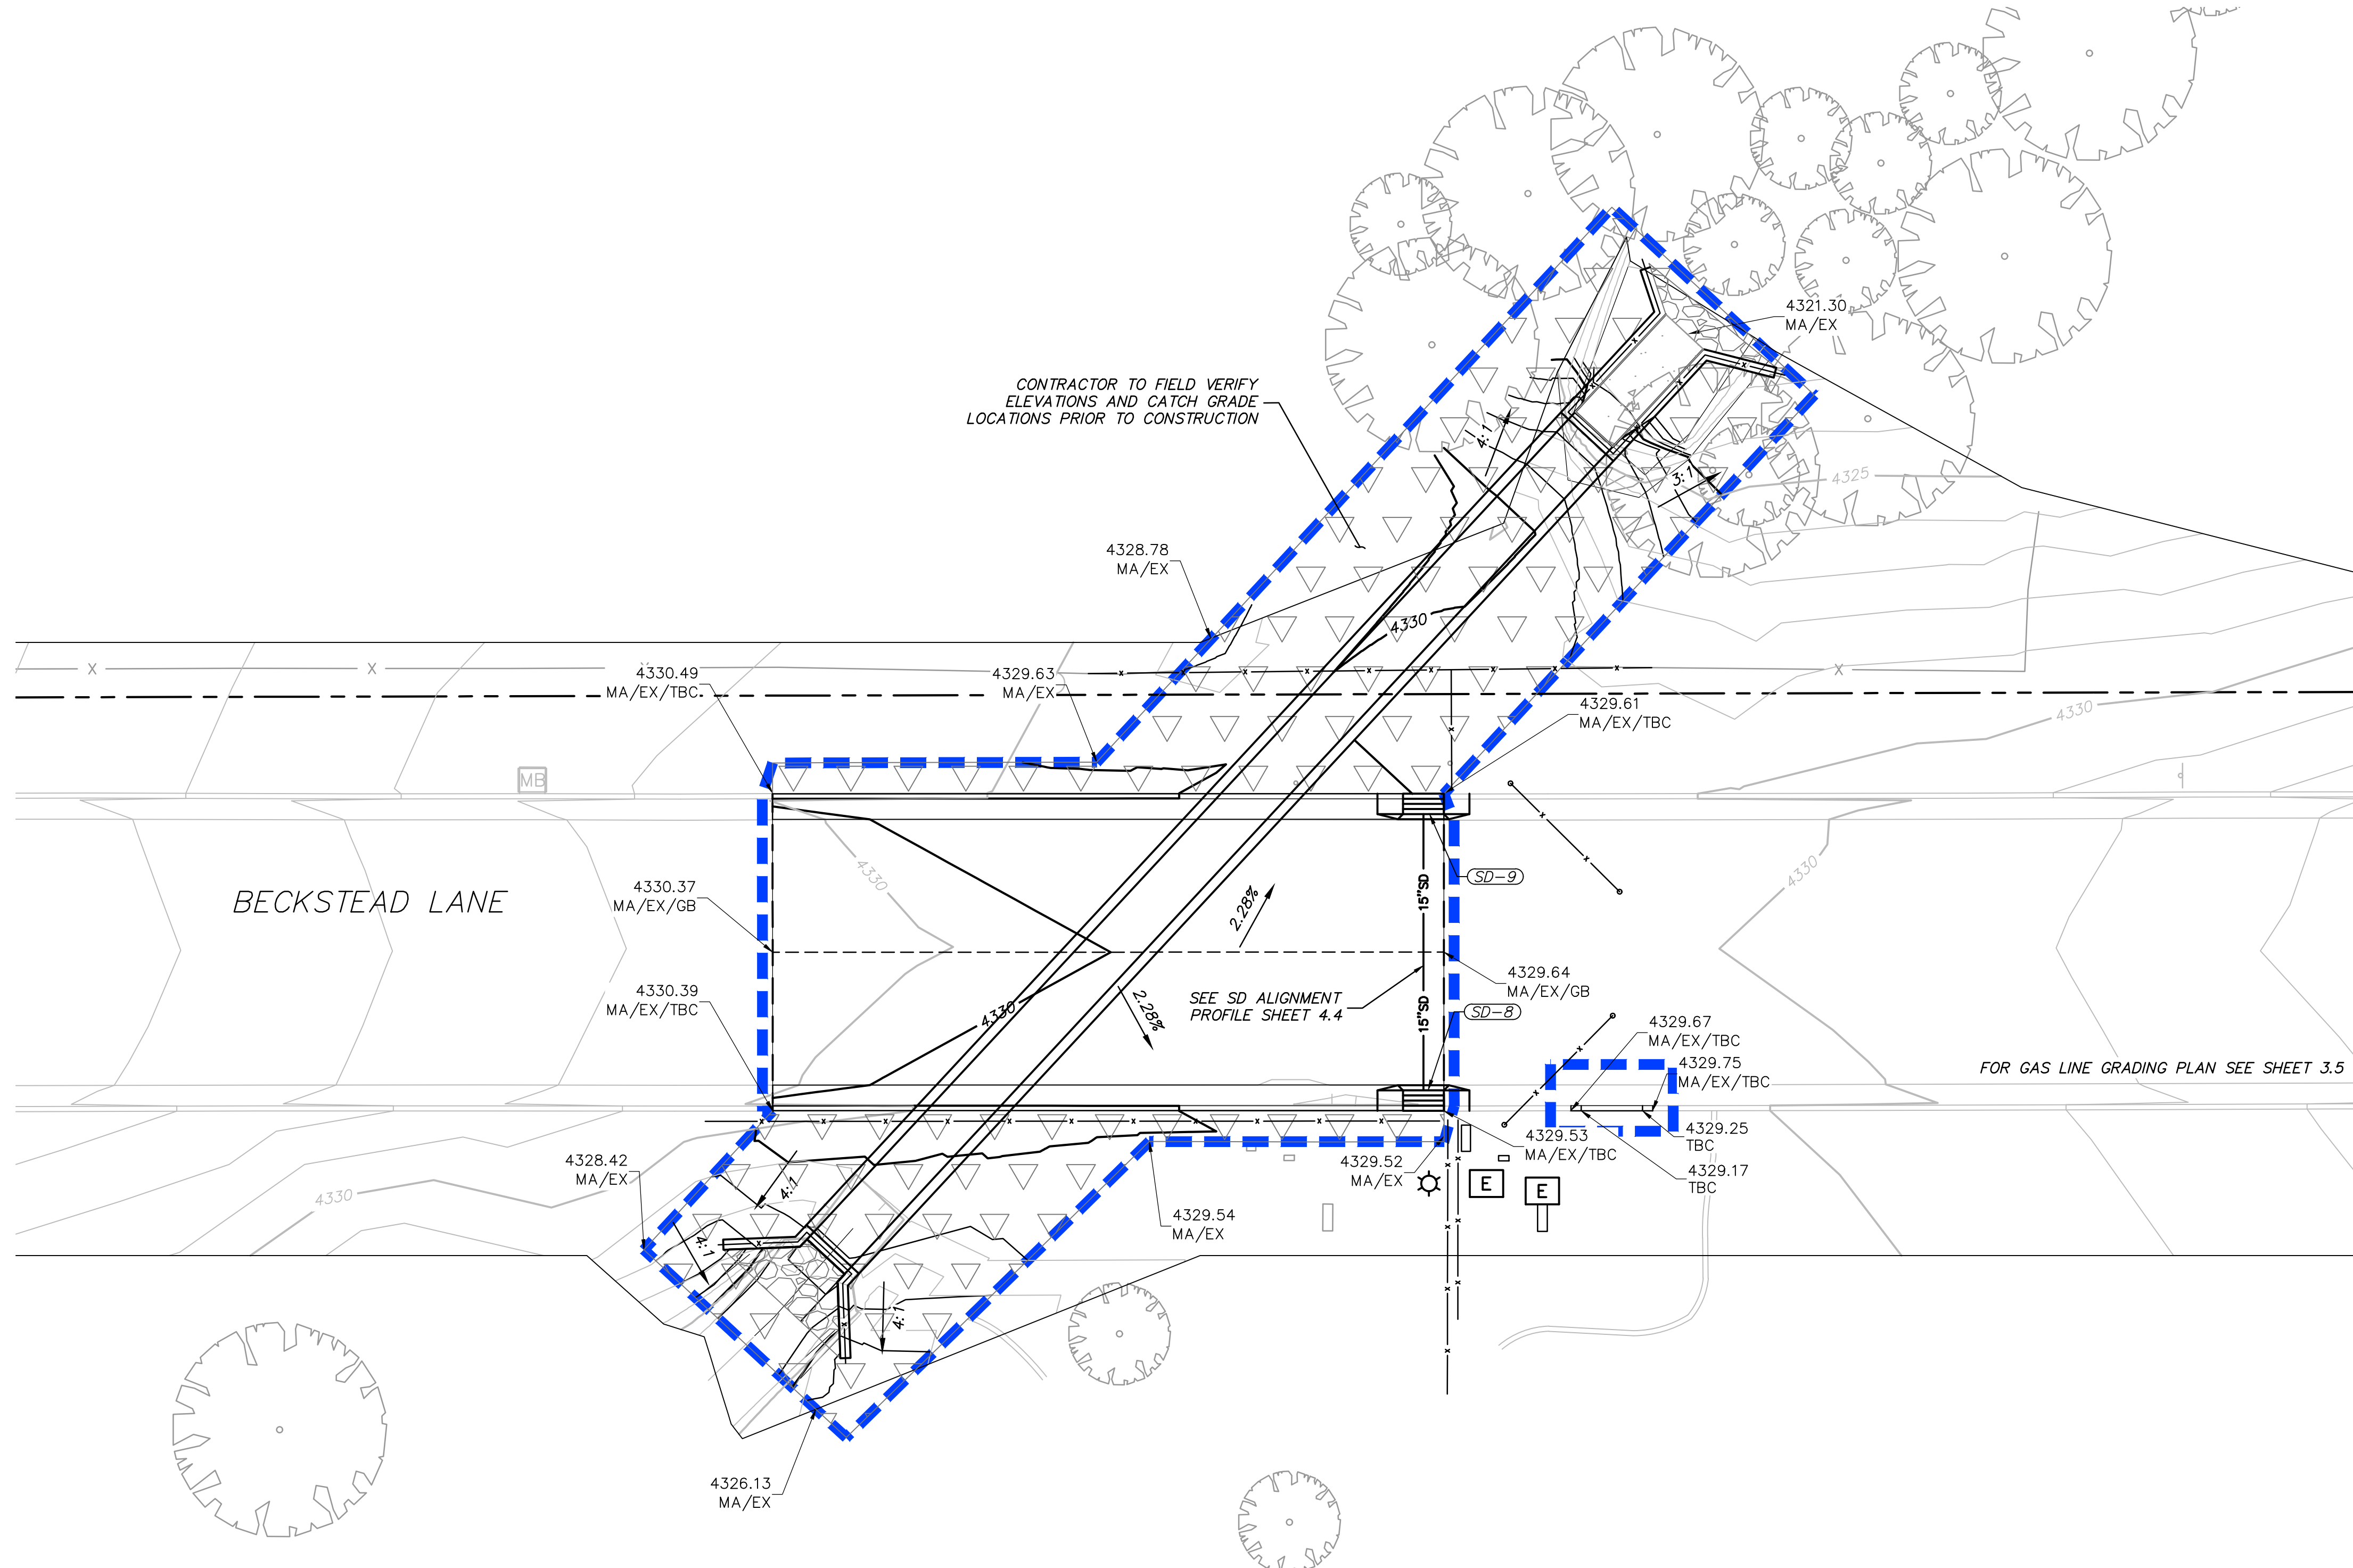 4321.30
MA/EX
CONTRACTOR TO FIELD VERIFY
ELEVATIONS AND CATCH GRADE
LOCATIONS PRIOR TO CONSTRUCTION
4:1
3:1
4325
4328.78
MA/EX
4330
X
X
X
4330.49
MA/EX/TBC
4329.63
MA/EX
4329.61
MA/EX/TBC
4330
MB
4330
4330
BECKSTEAD LANE
4330.37
MA/EX/GB
2.28%
15"SD
SD-9
4330.39
MA/EX/TBC
4330
2.28%
SEE SD ALIGNMENT
PROFILE SHEET 4.4
15"SD
4329.64
MA/EX/GB
SD-8
4329.67
MA/EX/TBC
4329.75
MA/EX/TBC
FOR GAS LINE GRADING PLAN SEE SHEET 3.5
4329.25
TBC
4329.17
TBC
4329.53
MA/EX/TBC
4329.52
MA/EX
E
E
4328.42
MA/EX
4330
4:1
4:1
4329.54
MA/EX
4:1
4326.13
MA/EX